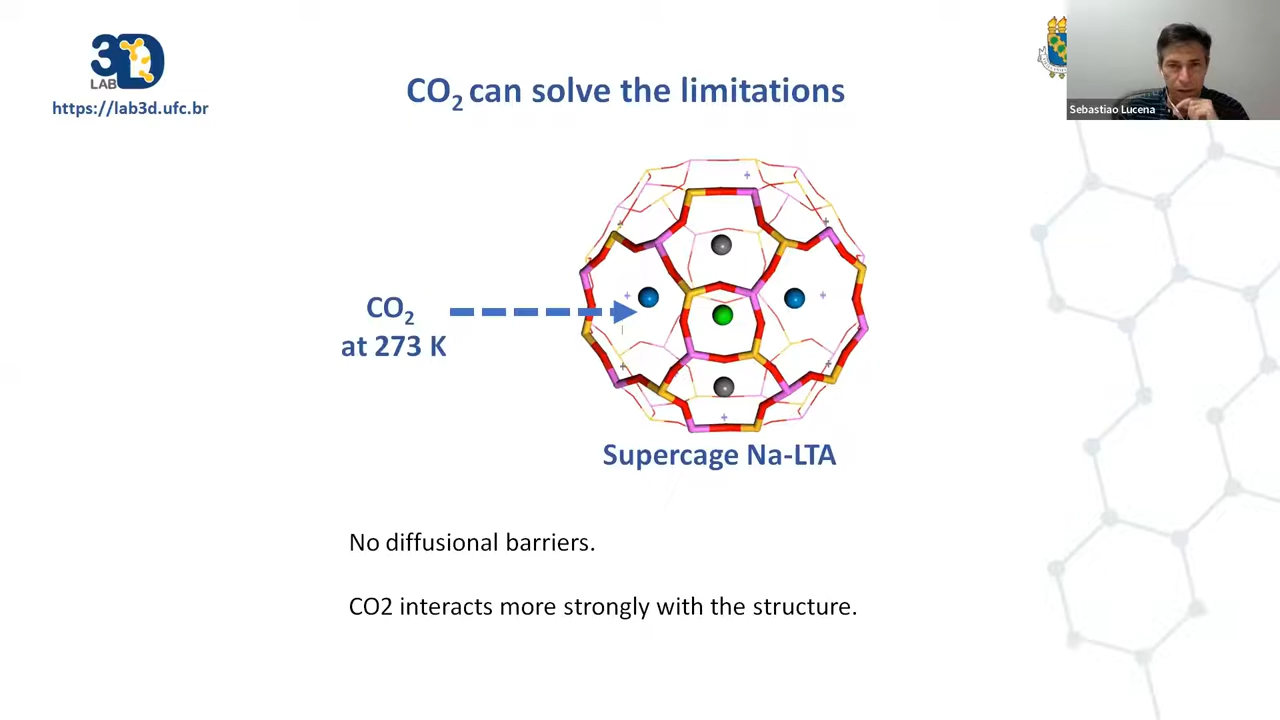 3D
LAB
https://lab3d.ufc.br
CO₂ can solve the limitations
Sebastiao Lucena
CO₂
at 273 K
Supercage Na-LTA
No diffusional barriers.
CO2 interacts more strongly with the structure.